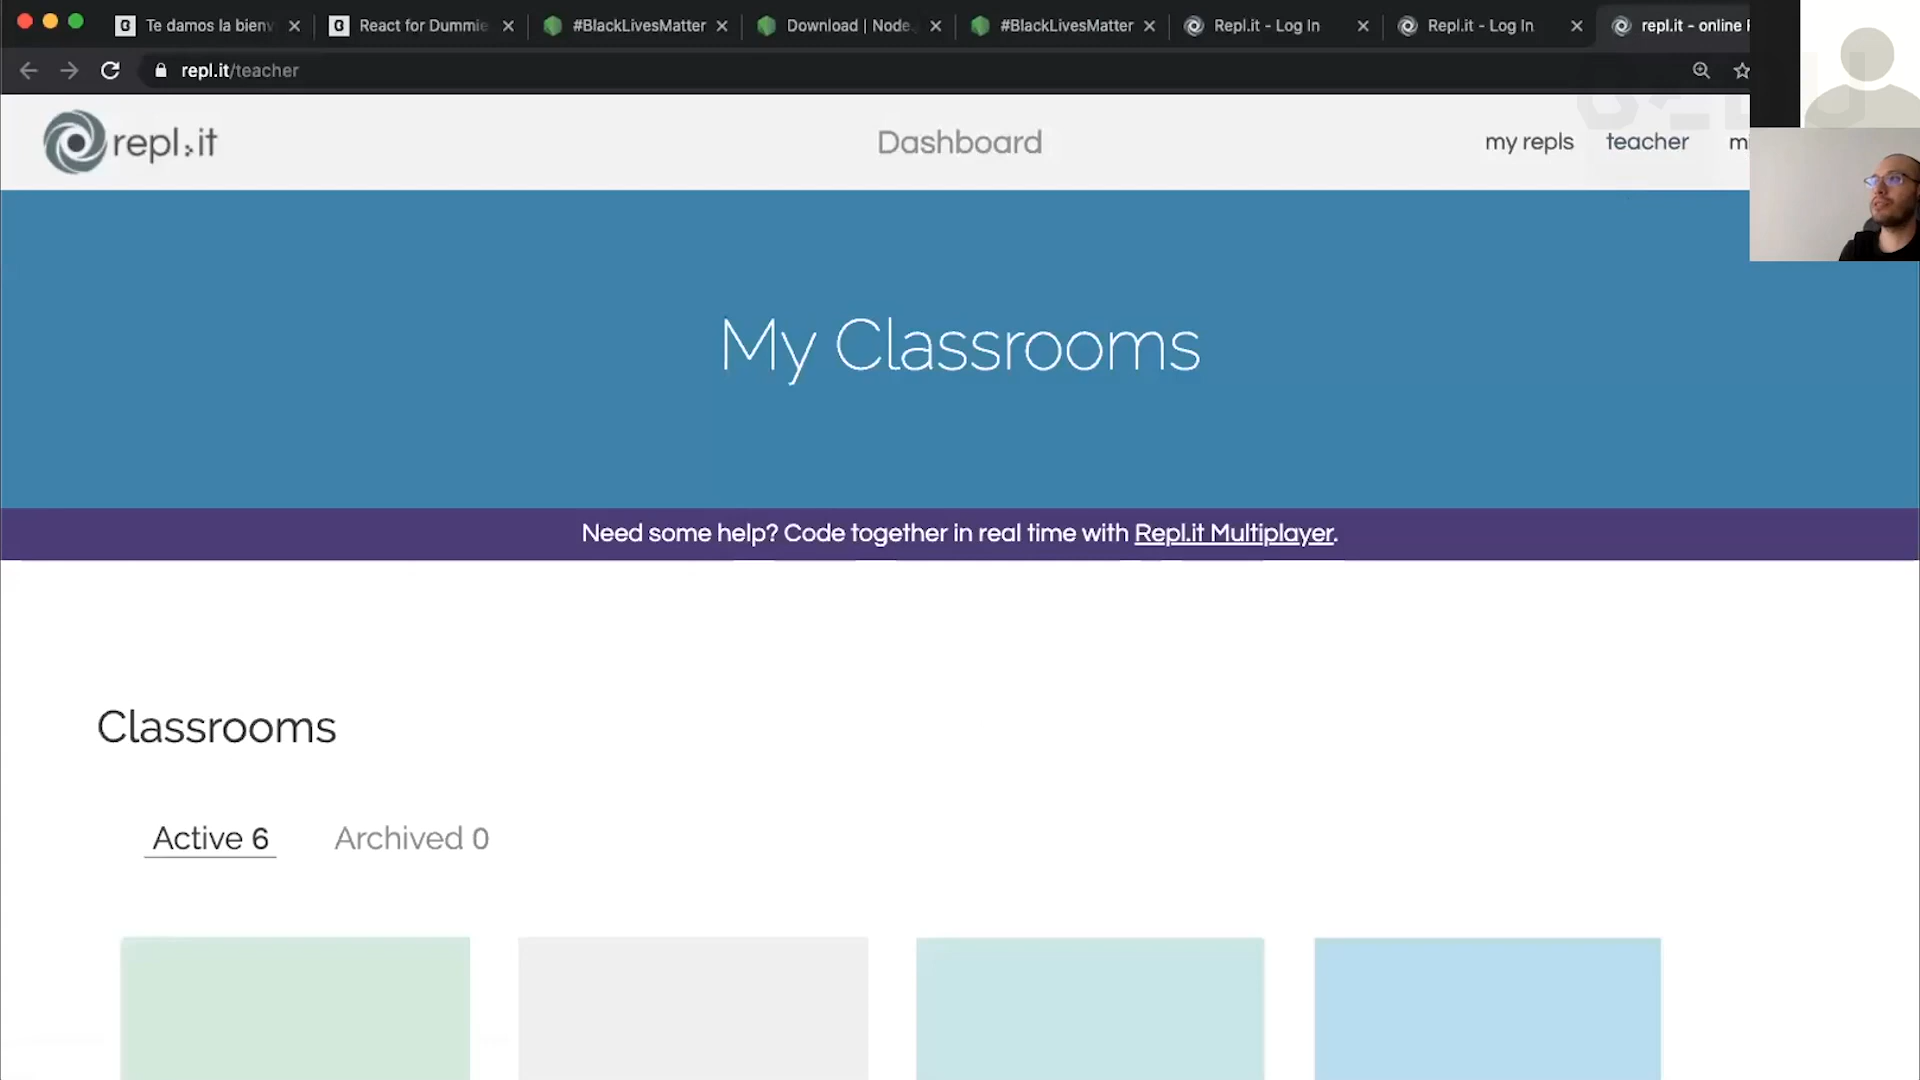 Te damos la bienv
React for Dummie
#BlackLivesMatter
Download | Node.
#BlackLivesMatter
Repl.it - Log In
Repl.it - Log In
repl.it - online
repl.it/teacher
repl.it
Dashboard
my repls
teacher
My Classrooms
Need some help? Code together in real time with Repl.it Multiplayer.
Classrooms
Active 6
Archived 0